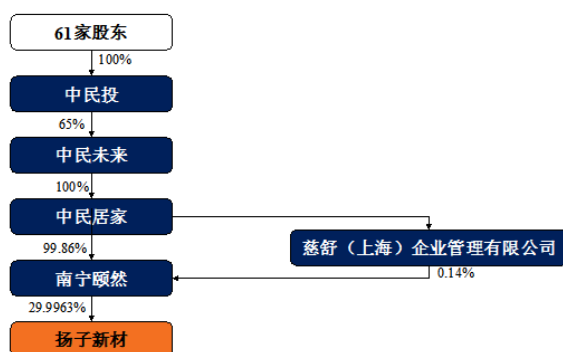 61家股东
100%
中民投
65%
中民未来
100%
中民居家
99.86%
慈舒（上海）企业管理有限公司
0.14%
南宁颐然
29.9963%
扬子新材